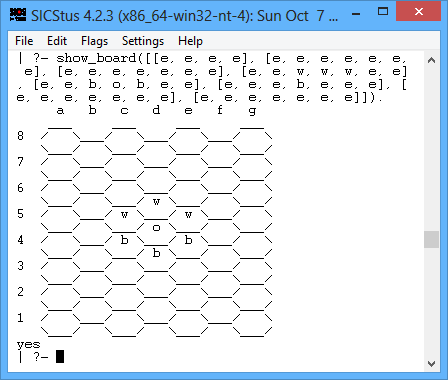 SICStus 4.2.3 (x86_64-win32-nt-4): Sun Oct 7 ...
File Edit Flags Settings Help
| ?- show_board([[e, e, e, e], [e, e, e, e, e, e,
 e], [e, e, e, e, e, e, e], [e, e, w, w, w, e, e]
, [e, e, b, o, b, e, e], [e, e, e, b, e, e, e], [
e, e, e, e, e, e, e], [e, e, e, e, e, e, e]]).
a b c d e f g
8
7
6
w
5 w w
o
4 b b
b
3
2
1
yes
| ?-